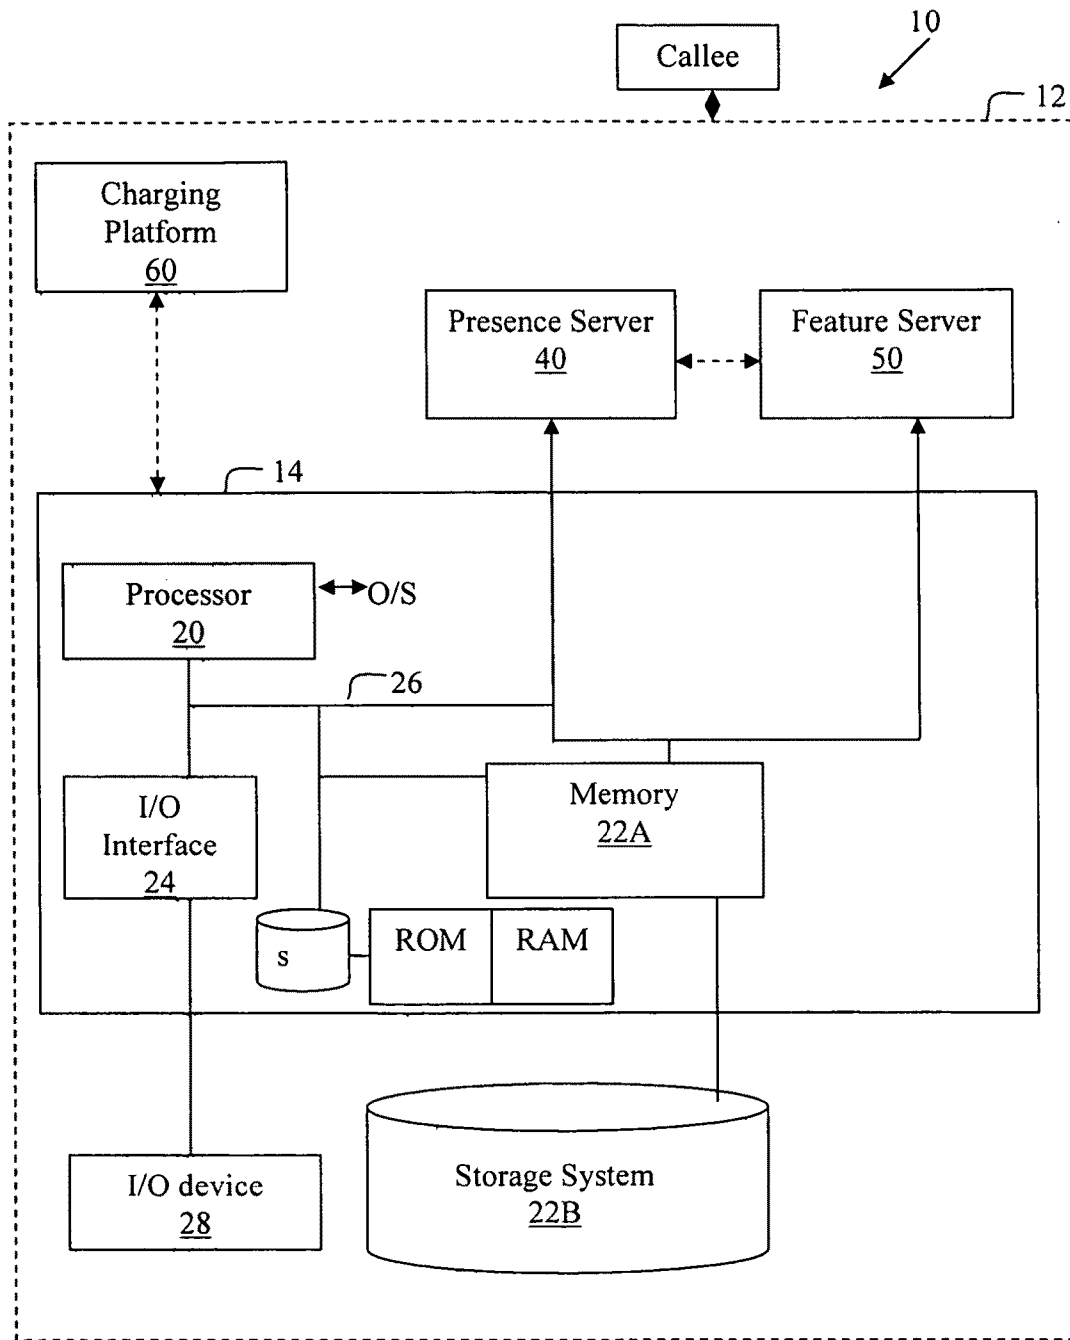 10
Callee
12
Charging
Platform
60
Presence Server
40
Feature Server
50
14
Processor
20
O/S
26
I/O
Interface
24
Memory
22A
s
ROM
RAM
I/O device
28
Storage System
22B